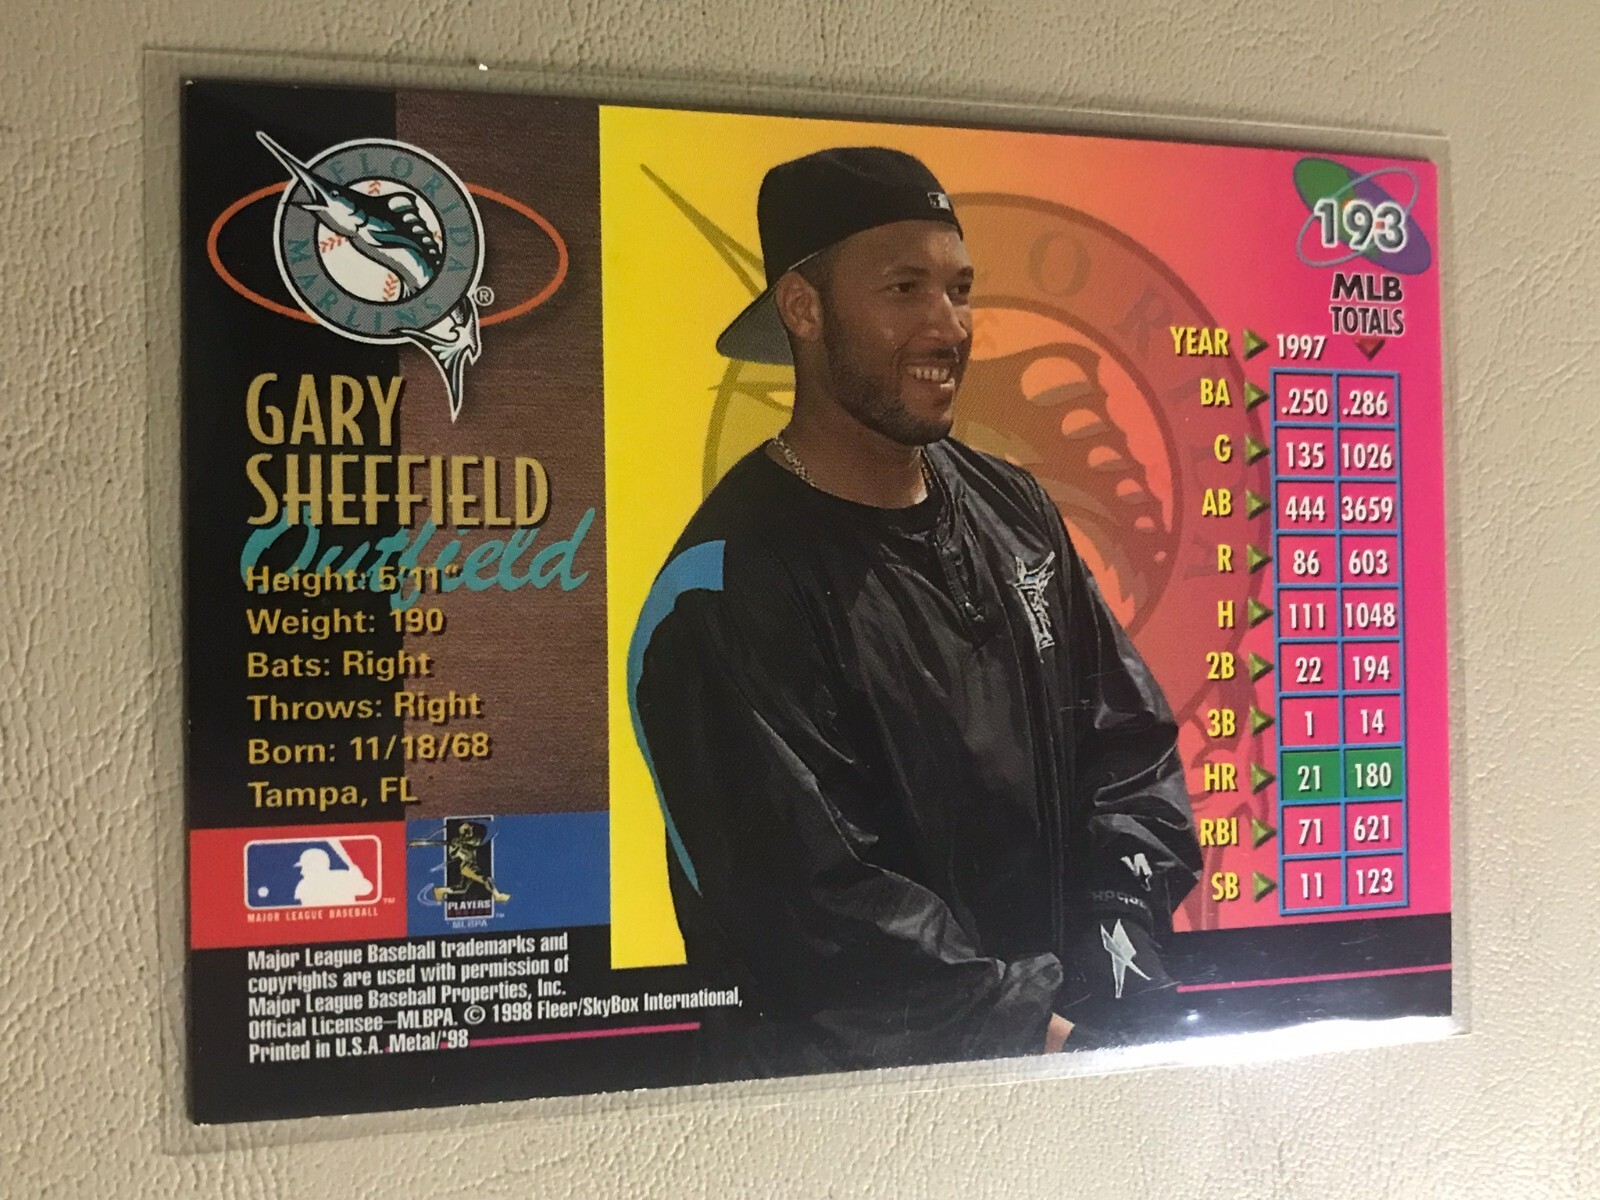 FLORIDA
MARLINS
®
GARY
SHEFFIELD
Outfield
Height: 5'11"
Weight: 190
Bats: Right
Throws: Right
Born: 11/18/68
Tampa, FL
MAJOR LEAGUE BASEBALL™
PLAYERS
CHOICE™
MLBPA
Major League Baseball trademarks and
copyrights are used with permission of
Major League Baseball Properties, Inc.
Official Licensee—MLBPA. © 1998 Fleer/SkyBox International,
Printed in U.S.A. Metal/'98
193
MLB
TOTALS
YEAR 1997
BA .250 .286
G 135 1026
AB 444 3659
R 86 603
H 111 1048
2B 22 194
3B 1 14
HR 21 180
RBI 71 621
SB 11 123